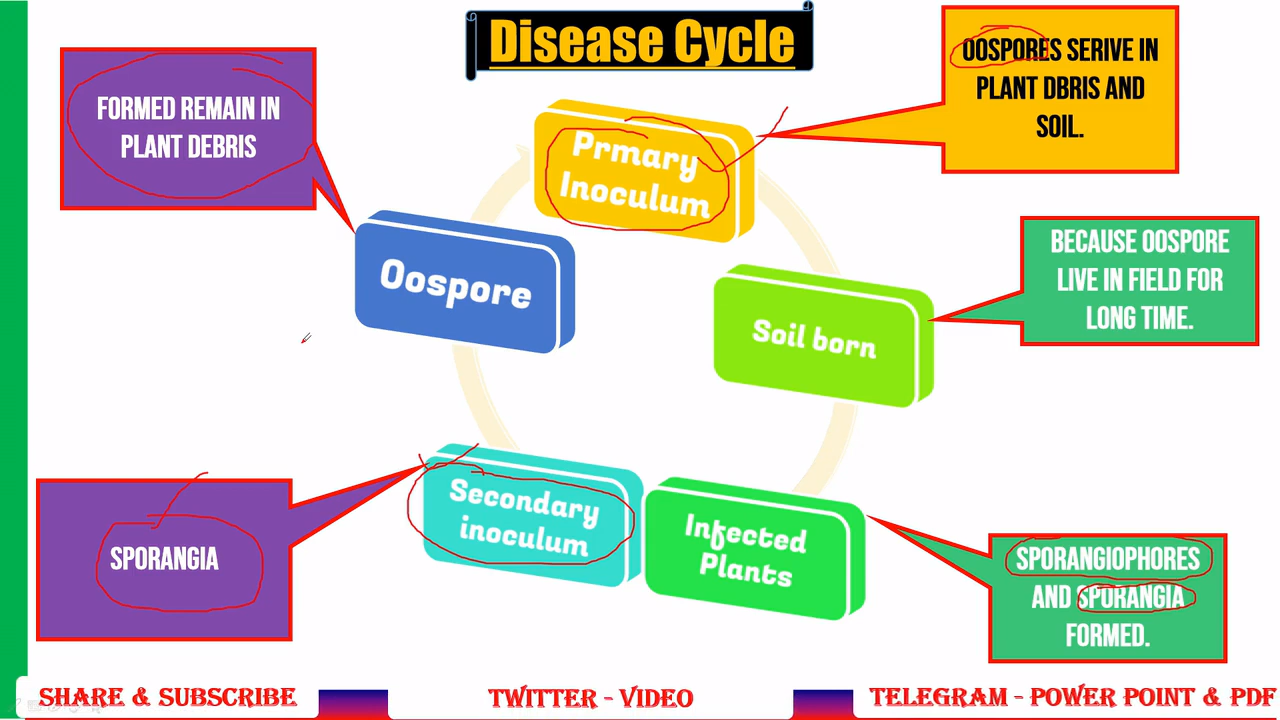 Disease Cycle
OOSPORES SERIVE IN
PLANT DBRIS AND
SOIL.
FORMED REMAIN IN
PLANT DEBRIS
Prmary
Inoculum
BECAUSE OOSPORE
LIVE IN FIELD FOR
LONG TIME.
Oospore
Soil born
Secondary
inoculum
Infected
Plants
SPORANGIA
SPORANGIOPHORES
AND SPORANGIA
FORMED.
SHARE & SUBSCRIBE
TWITTER - VIDEO
TELEGRAM - POWER POINT & PDF